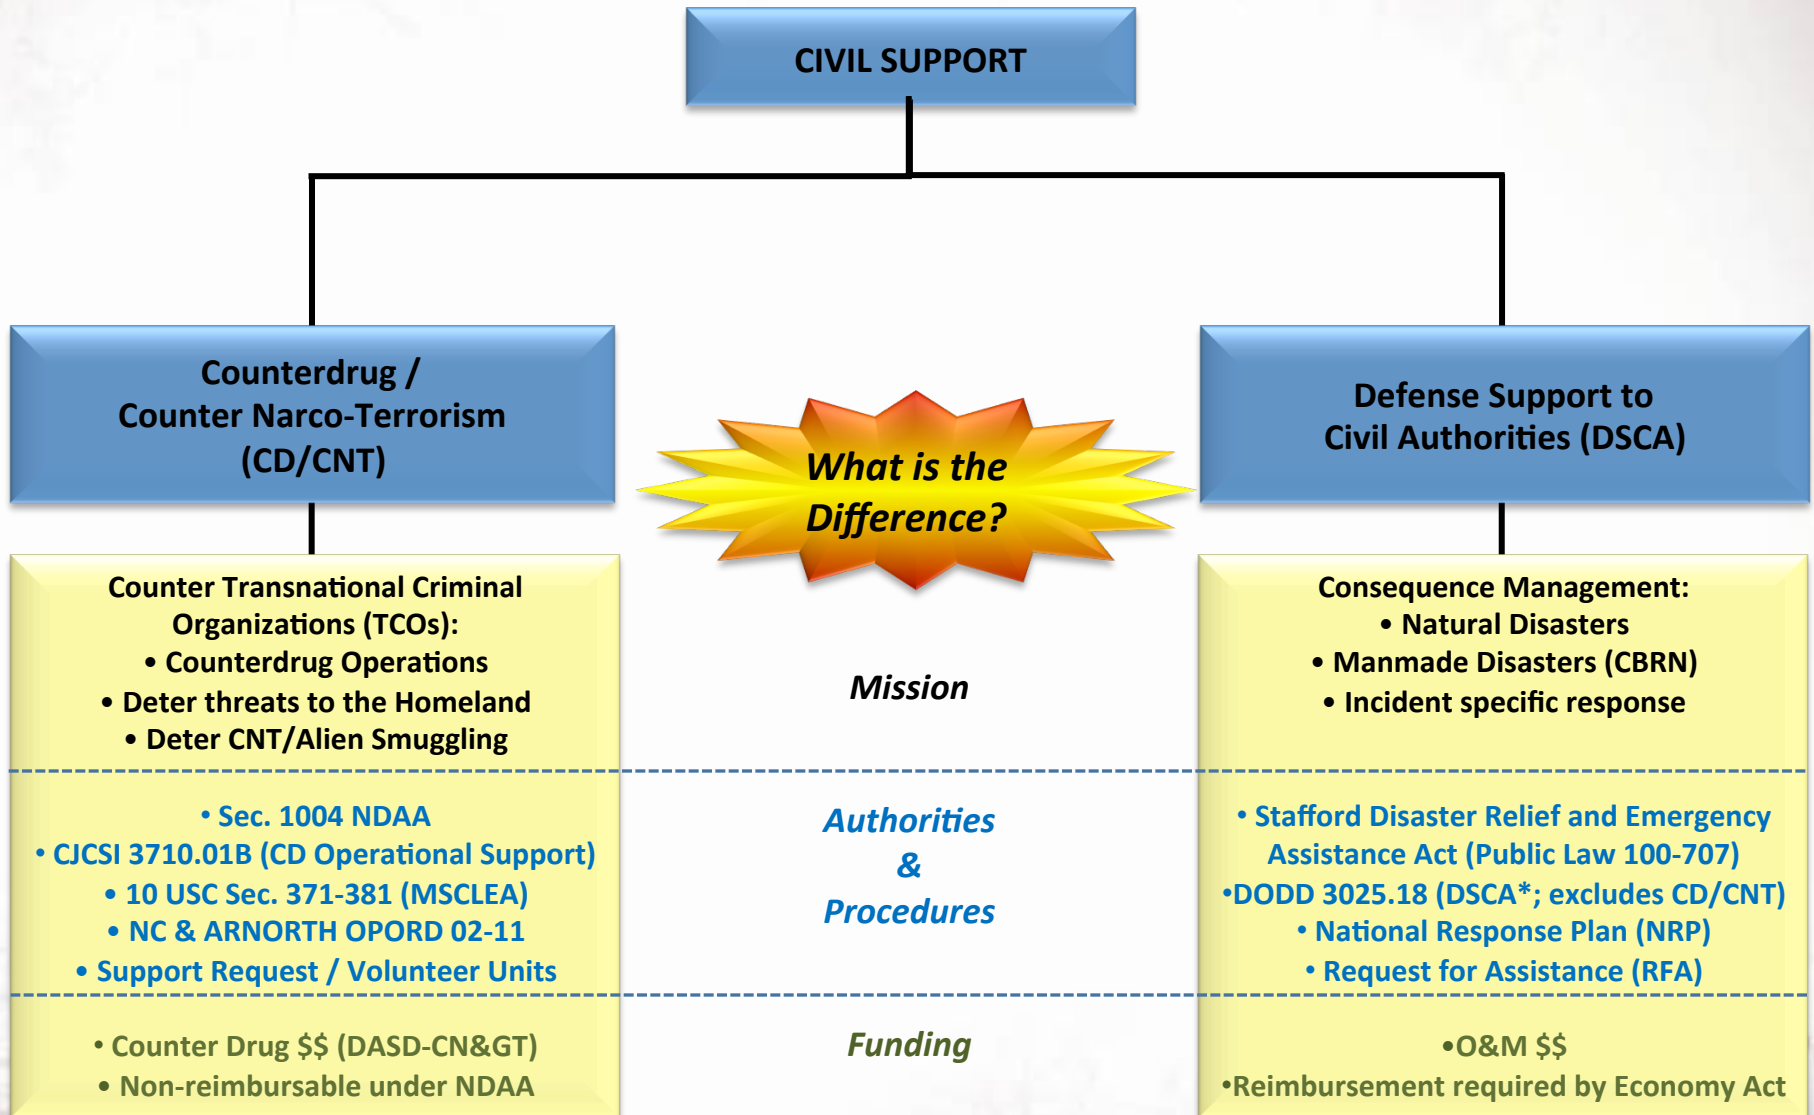 CIVIL SUPPORT
Counterdrug /
Counter Narco-Terrorism
(CD/CNT)
What is the
Difference?
Defense Support to
Civil Authorities (DSCA)
Counter Transnational Criminal
Organizations (TCOs):
• Counterdrug Operations
• Deter threats to the Homeland
• Deter CNT/Alien Smuggling
Mission
Consequence Management:
• Natural Disasters
• Manmade Disasters (CBRN)
• Incident specific response
• Sec. 1004 NDAA
• CJCSI 3710.01B (CD Operational Support)
• 10 USC Sec. 371-381 (MSCLEA)
• NC & ARNORTH OPORD 02-11
• Support Request / Volunteer Units
Authorities
&
Procedures
• Stafford Disaster Relief and Emergency
Assistance Act (Public Law 100-707)
•DODD 3025.18 (DSCA*; excludes CD/CNT)
• National Response Plan (NRP)
• Request for Assistance (RFA)
• Counter Drug $$ (DASD-CN&GT)
• Non-reimbursable under NDAA
Funding
•O&M $$
•Reimbursement required by Economy Act